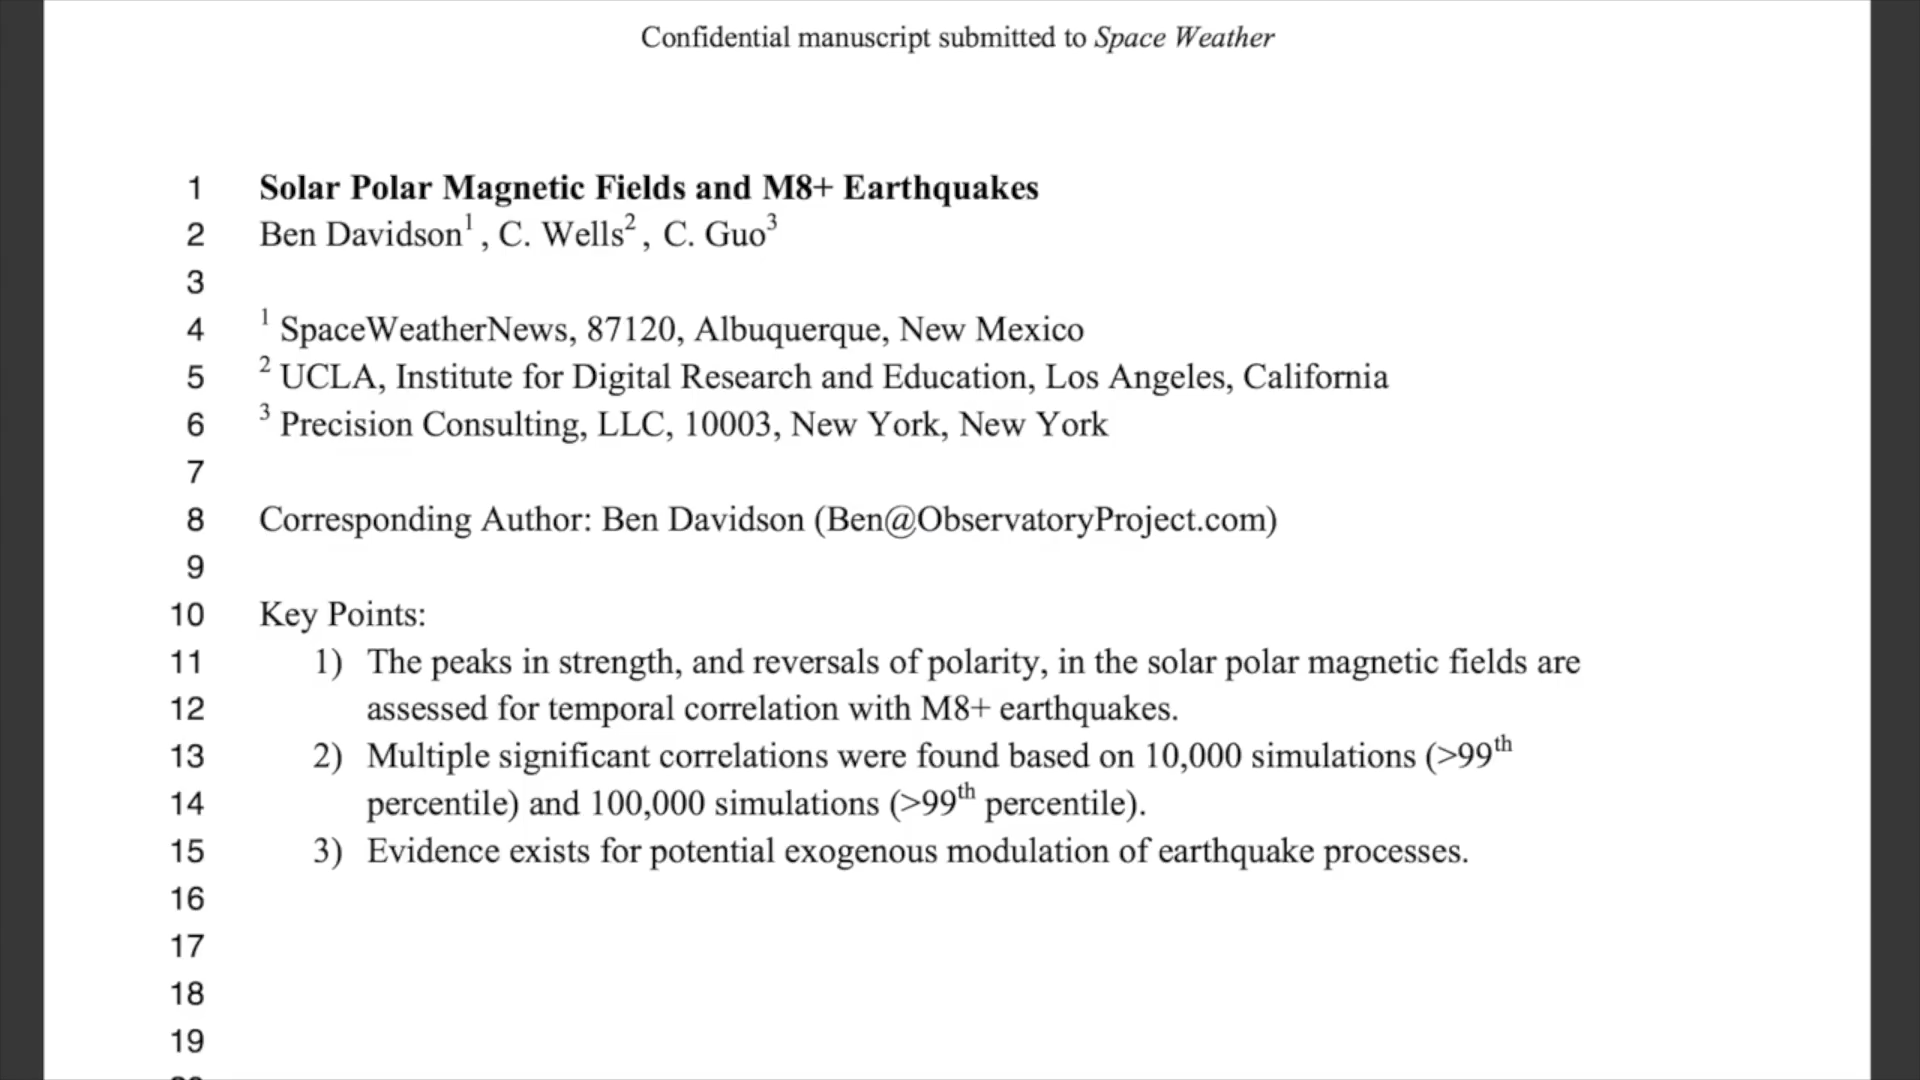 Confidential manuscript submitted to Space Weather
1 Solar Polar Magnetic Fields and M8+ Earthquakes
2 Ben Davidson1 , C. Wells2 , C. Guo3
3
4 1 SpaceWeatherNews, 87120, Albuquerque, New Mexico
5 2 UCLA, Institute for Digital Research and Education, Los Angeles, California
6 3 Precision Consulting, LLC, 10003, New York, New York
7
8 Corresponding Author: Ben Davidson (Ben@ObservatoryProject.com)
9
10 Key Points:
11 1) The peaks in strength, and reversals of polarity, in the solar polar magnetic fields are
12 assessed for temporal correlation with M8+ earthquakes.
13 2) Multiple significant correlations were found based on 10,000 simulations (>99th
14 percentile) and 100,000 simulations (>99th percentile).
15 3) Evidence exists for potential exogenous modulation of earthquake processes.
16
17
18
19